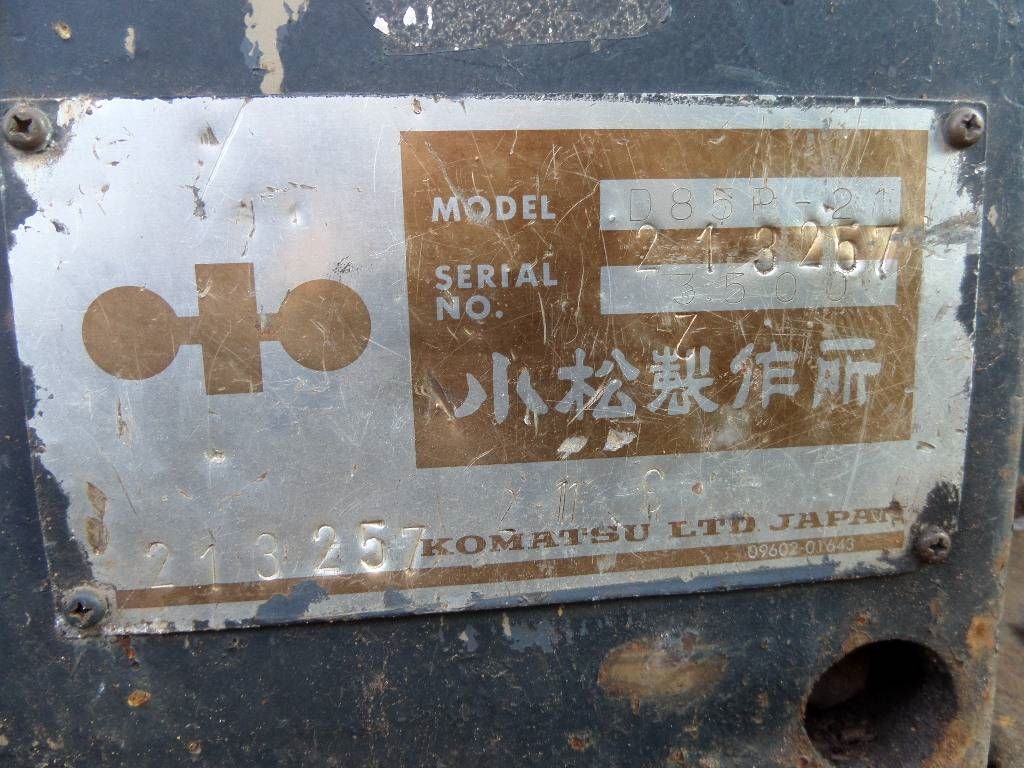 MODEL D85P-21
213257
SERIAL NO. 3500
小松製作所
213257
KOMATSU LTD. JAPAN
09602-01643